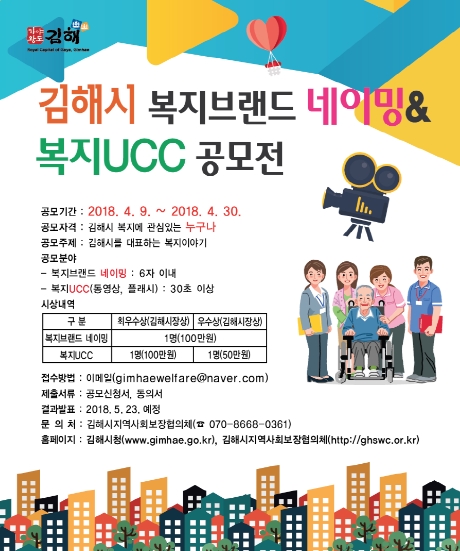 가야
왕도 김해
Royal Capital of Gaya, Gimhae
김해시 복지브랜드 네이밍&
복지UCC 공모전
공모기간 : 2018. 4. 9. ~ 2018. 4. 30.
공모자격 : 김해시 복지에 관심있는 누구나
공모주제 : 김해시를 대표하는 복지이야기
공모분야
- 복지브랜드 네이밍 : 6자 이내
- 복지UCC(동영상, 플래시) : 30초 이상
시상내역
구 분 최우수상(김해시장상) 우수상(김해시장상)
복지브랜드 네이밍 1명(100만원)
복지UCC 1명(100만원) 1명(50만원)
접수방법 : 이메일(gimhaewelfare@naver.com)
제출서류 : 공모신청서, 동의서
결과발표 : 2018. 5. 23. 예정
문 의 처 : 김해시지역사회보장협의체(☎ 070-8668-0361)
홈페이지 : 김해시청(www.gimhae.go.kr), 김해시지역사회보장협의체(http://ghswc.or.kr)